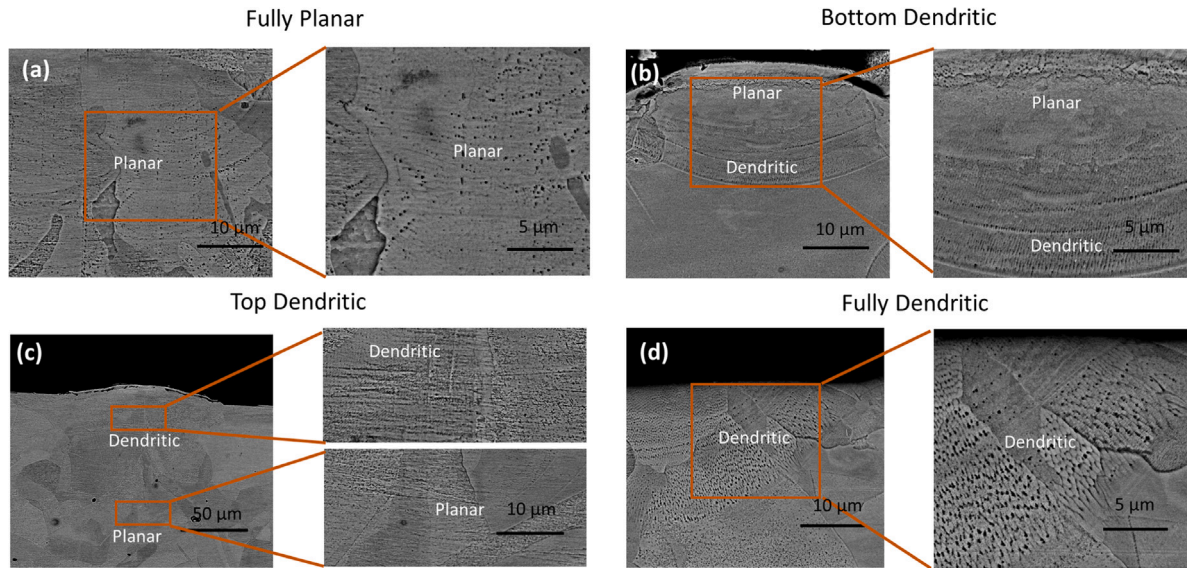 Fully Planar
Bottom Dendritic
(a)
Planar
10 μm
Planar
5 μm
(b)
Planar
Dendritic
10 μm
Planar
Dendritic
5 μm
Top Dendritic
Fully Dendritic
(c)
Dendritic
50 μm
Planar
Dendritic
Planar
10 μm
(d)
Dendritic
10 μm
Dendritic
5 μm